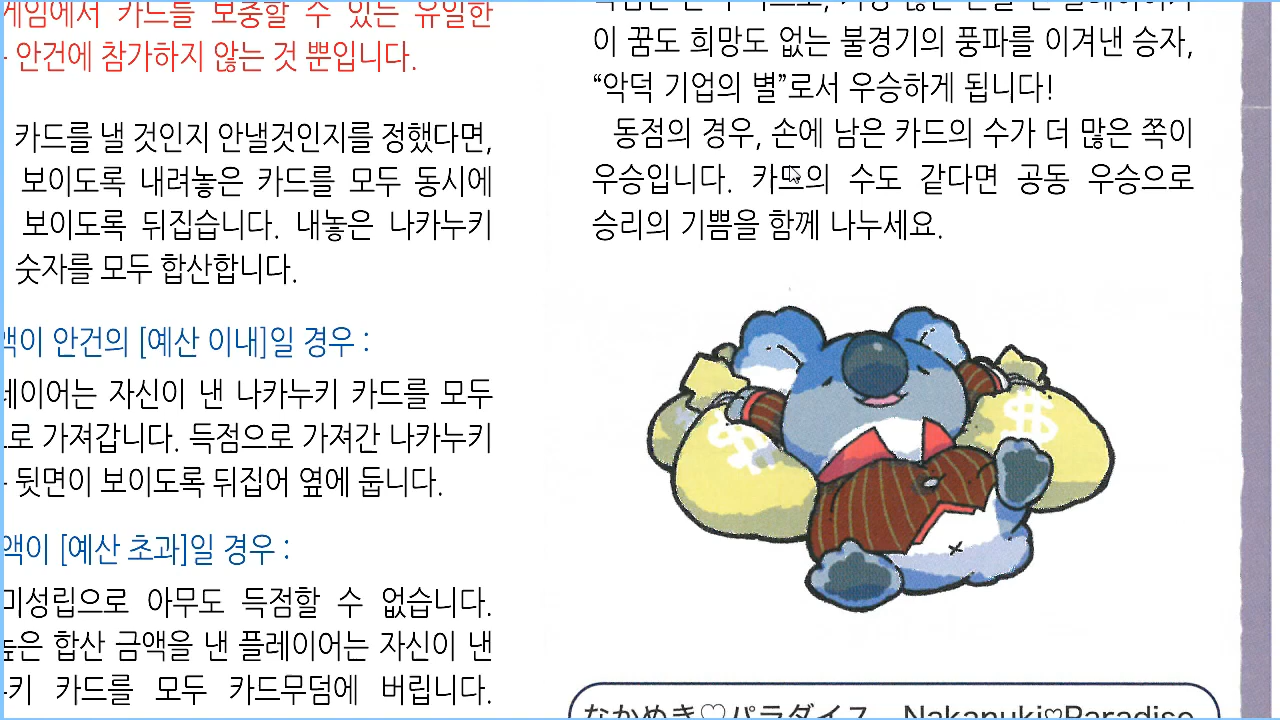 게임에서 카드를 보충할 수 있는 유일한
안건에 참가하지 않는 것 뿐입니다.
카드를 낼 것인지 안낼것인지를 정했다면,
보이도록 내려놓은 카드를 모두 동시에
보이도록 뒤집습니다. 내놓은 나카누키
숫자를 모두 합산합니다.
액이 안건의 [예산 이내]일 경우 :
레이어는 자신이 낸 나카누키 카드를 모두
로 가져갑니다. 득점으로 가져간 나카누키
뒷면이 보이도록 뒤집어 옆에 둡니다.
액이 [예산 초과]일 경우 :
미성립으로 아무도 득점할 수 없습니다.
높은 합산 금액을 낸 플레이어는 자신이 낸
키 카드를 모두 카드무덤에 버립니다.
이 꿈도 희망도 없는 불경기의 풍파를 이겨낸 승자,
“악덕 기업의 별”로서 우승하게 됩니다!
동점의 경우, 손에 남은 카드의 수가 더 많은 쪽이
우승입니다. 카드의 수도 같다면 공동 우승으로
승리의 기쁨을 함께 나누세요.
$
$
なかぬき♡パラダイス Nakanuki♡Paradise